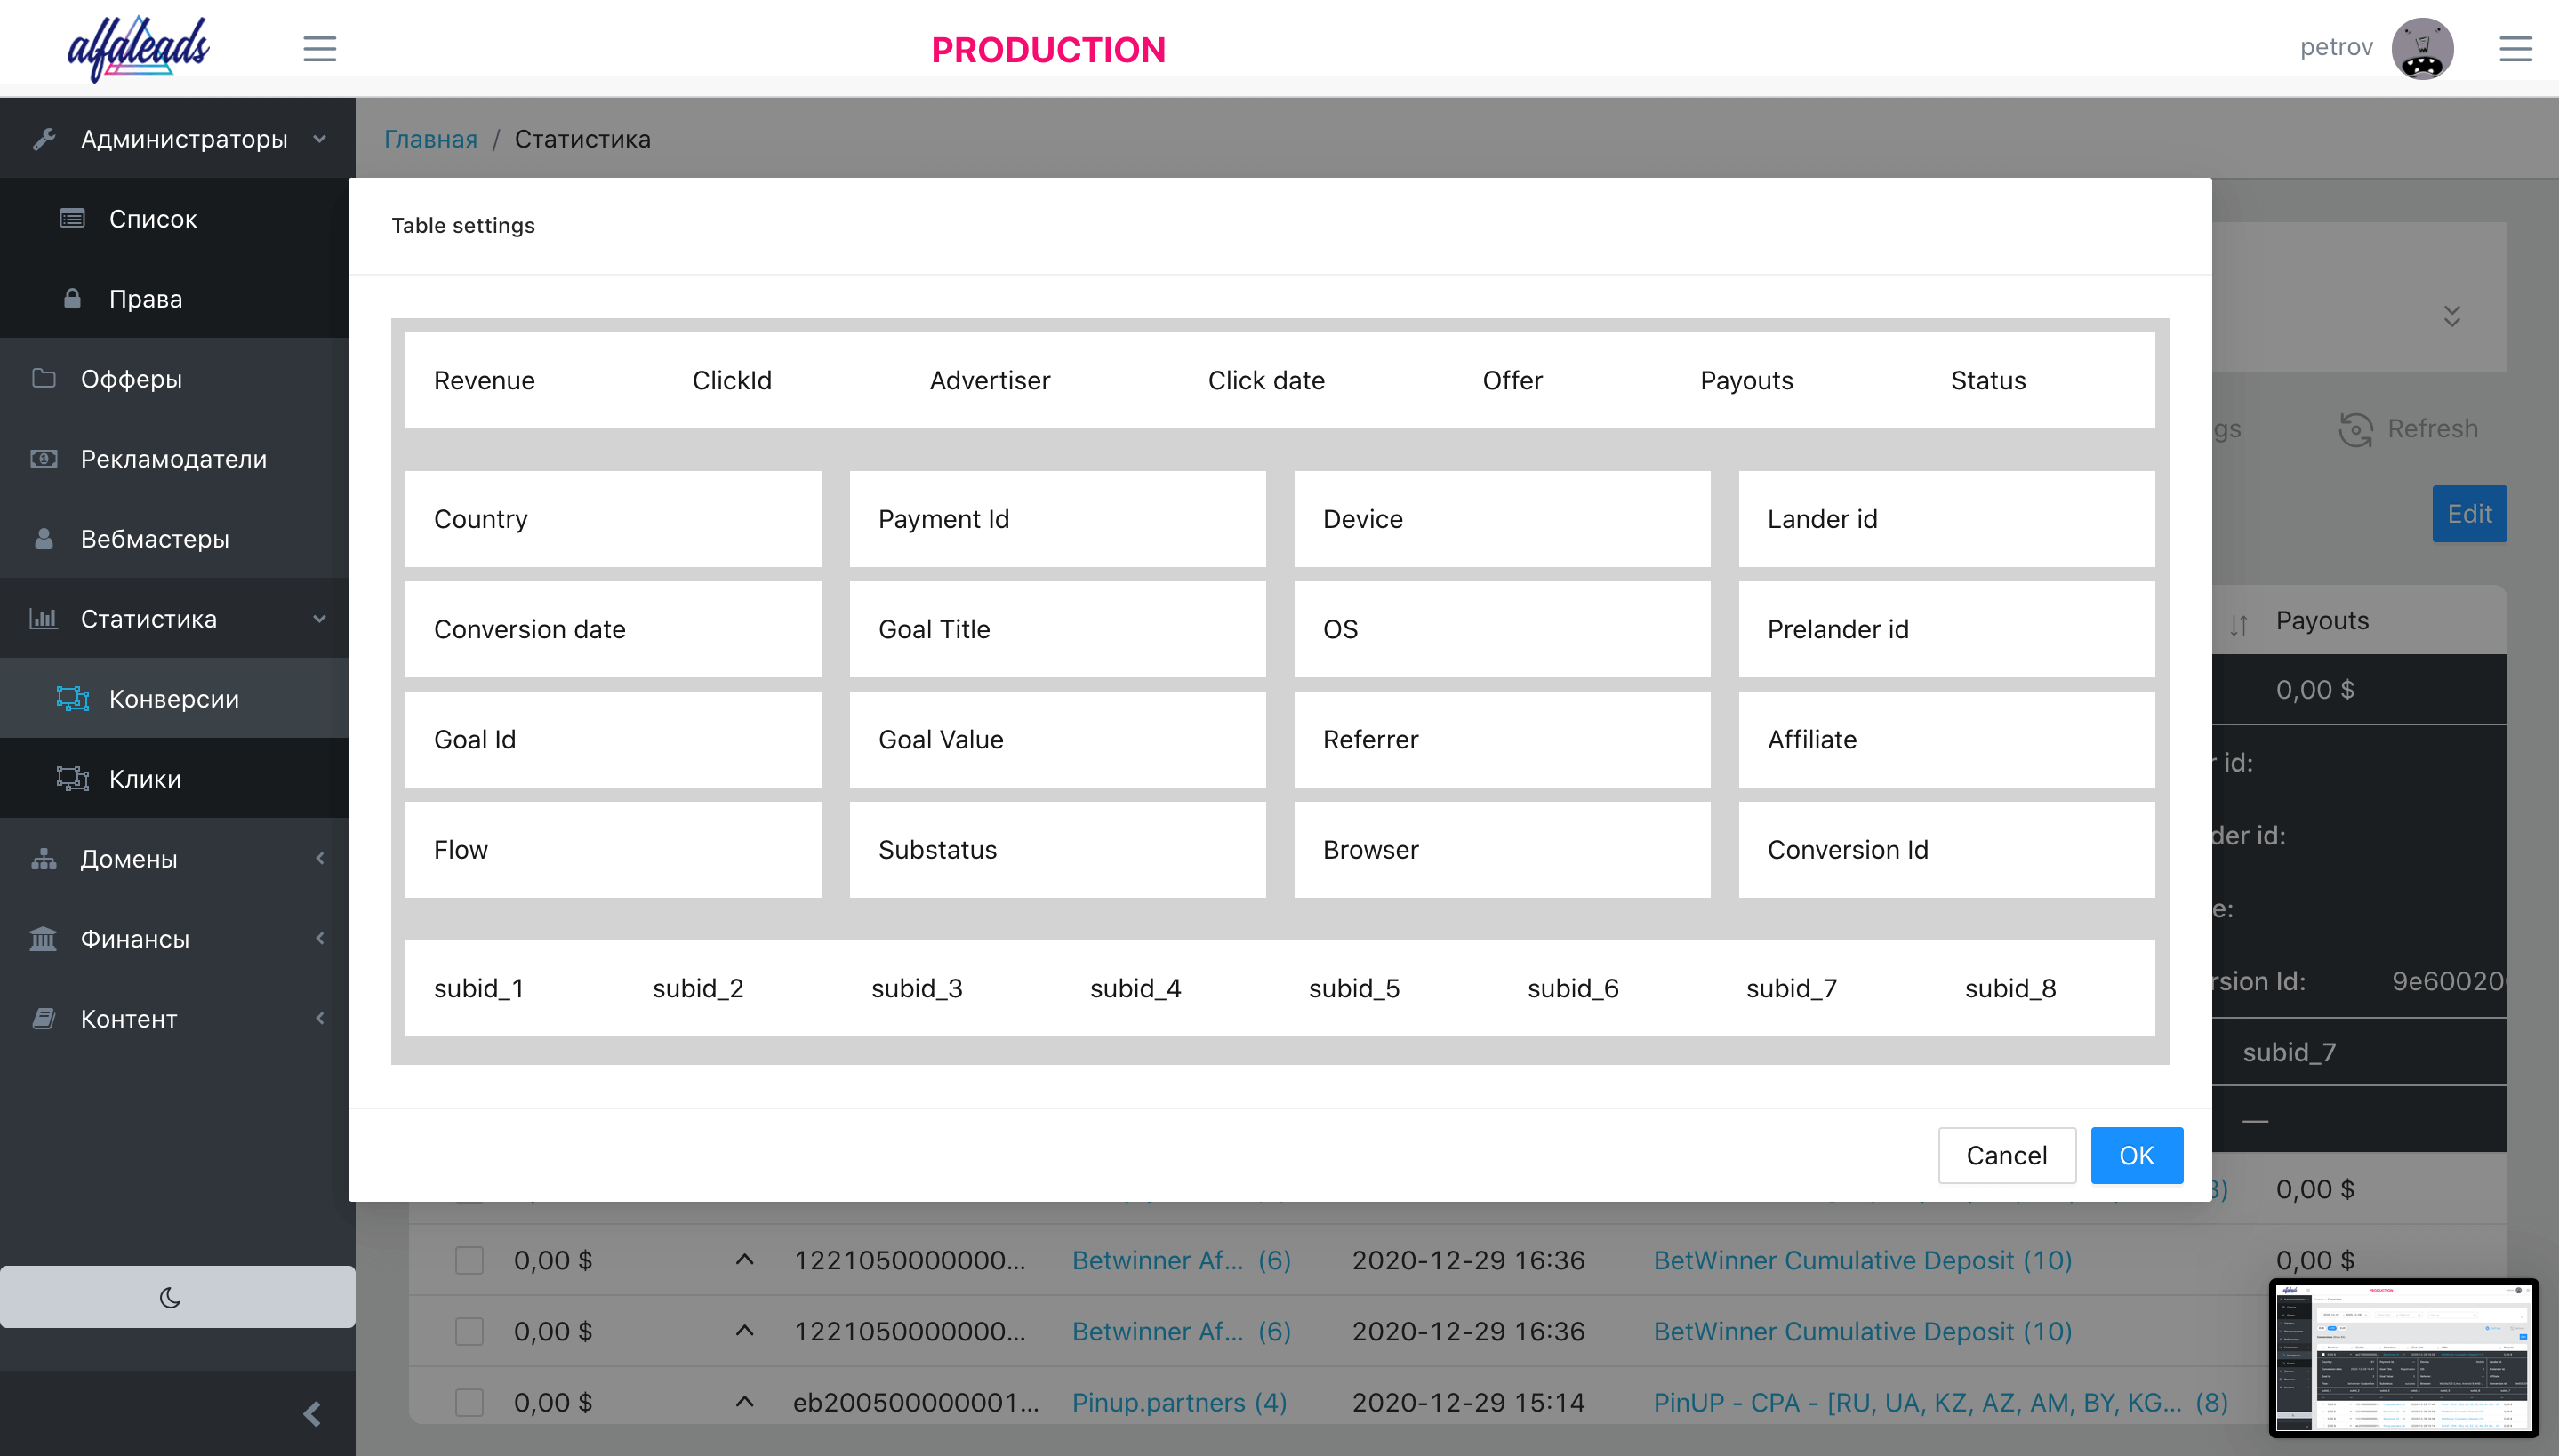 alfaleads
PRODUCTION
petrov
Администраторы
Список
Права
Офферы
Рекламодатели
Вебмастеры
Статистика
Конверсии
Клики
Домены
Финансы
Контент
Главная / Статистика
Table settings
Revenue ClickId Advertiser Click date Offer Payouts Status
Country Payment Id Device Lander id
Conversion date Goal Title OS Prelander id
Goal Id Goal Value Referrer Affiliate
Flow Substatus Browser Conversion Id
subid_1 subid_2 subid_3 subid_4 subid_5 subid_6 subid_7 subid_8
Cancel OK
gs Refresh
Edit
Payouts
0,00 $
r id:
der id:
e:
rsion Id: 9e600200
subid_7
—
3) 0,00 $
0,00 $ 1221050000000... Betwinner Af... (6) 2020-12-29 16:36 BetWinner Cumulative Deposit (10) 0,00 $
0,00 $ 1221050000000... Betwinner Af... (6) 2020-12-29 16:36 BetWinner Cumulative Deposit (10)
0,00 $ eb200500000001... Pinup.partners (4) 2020-12-29 15:14 PinUP - CPA - [RU, UA, KZ, AZ, AM, BY, KG... (8)